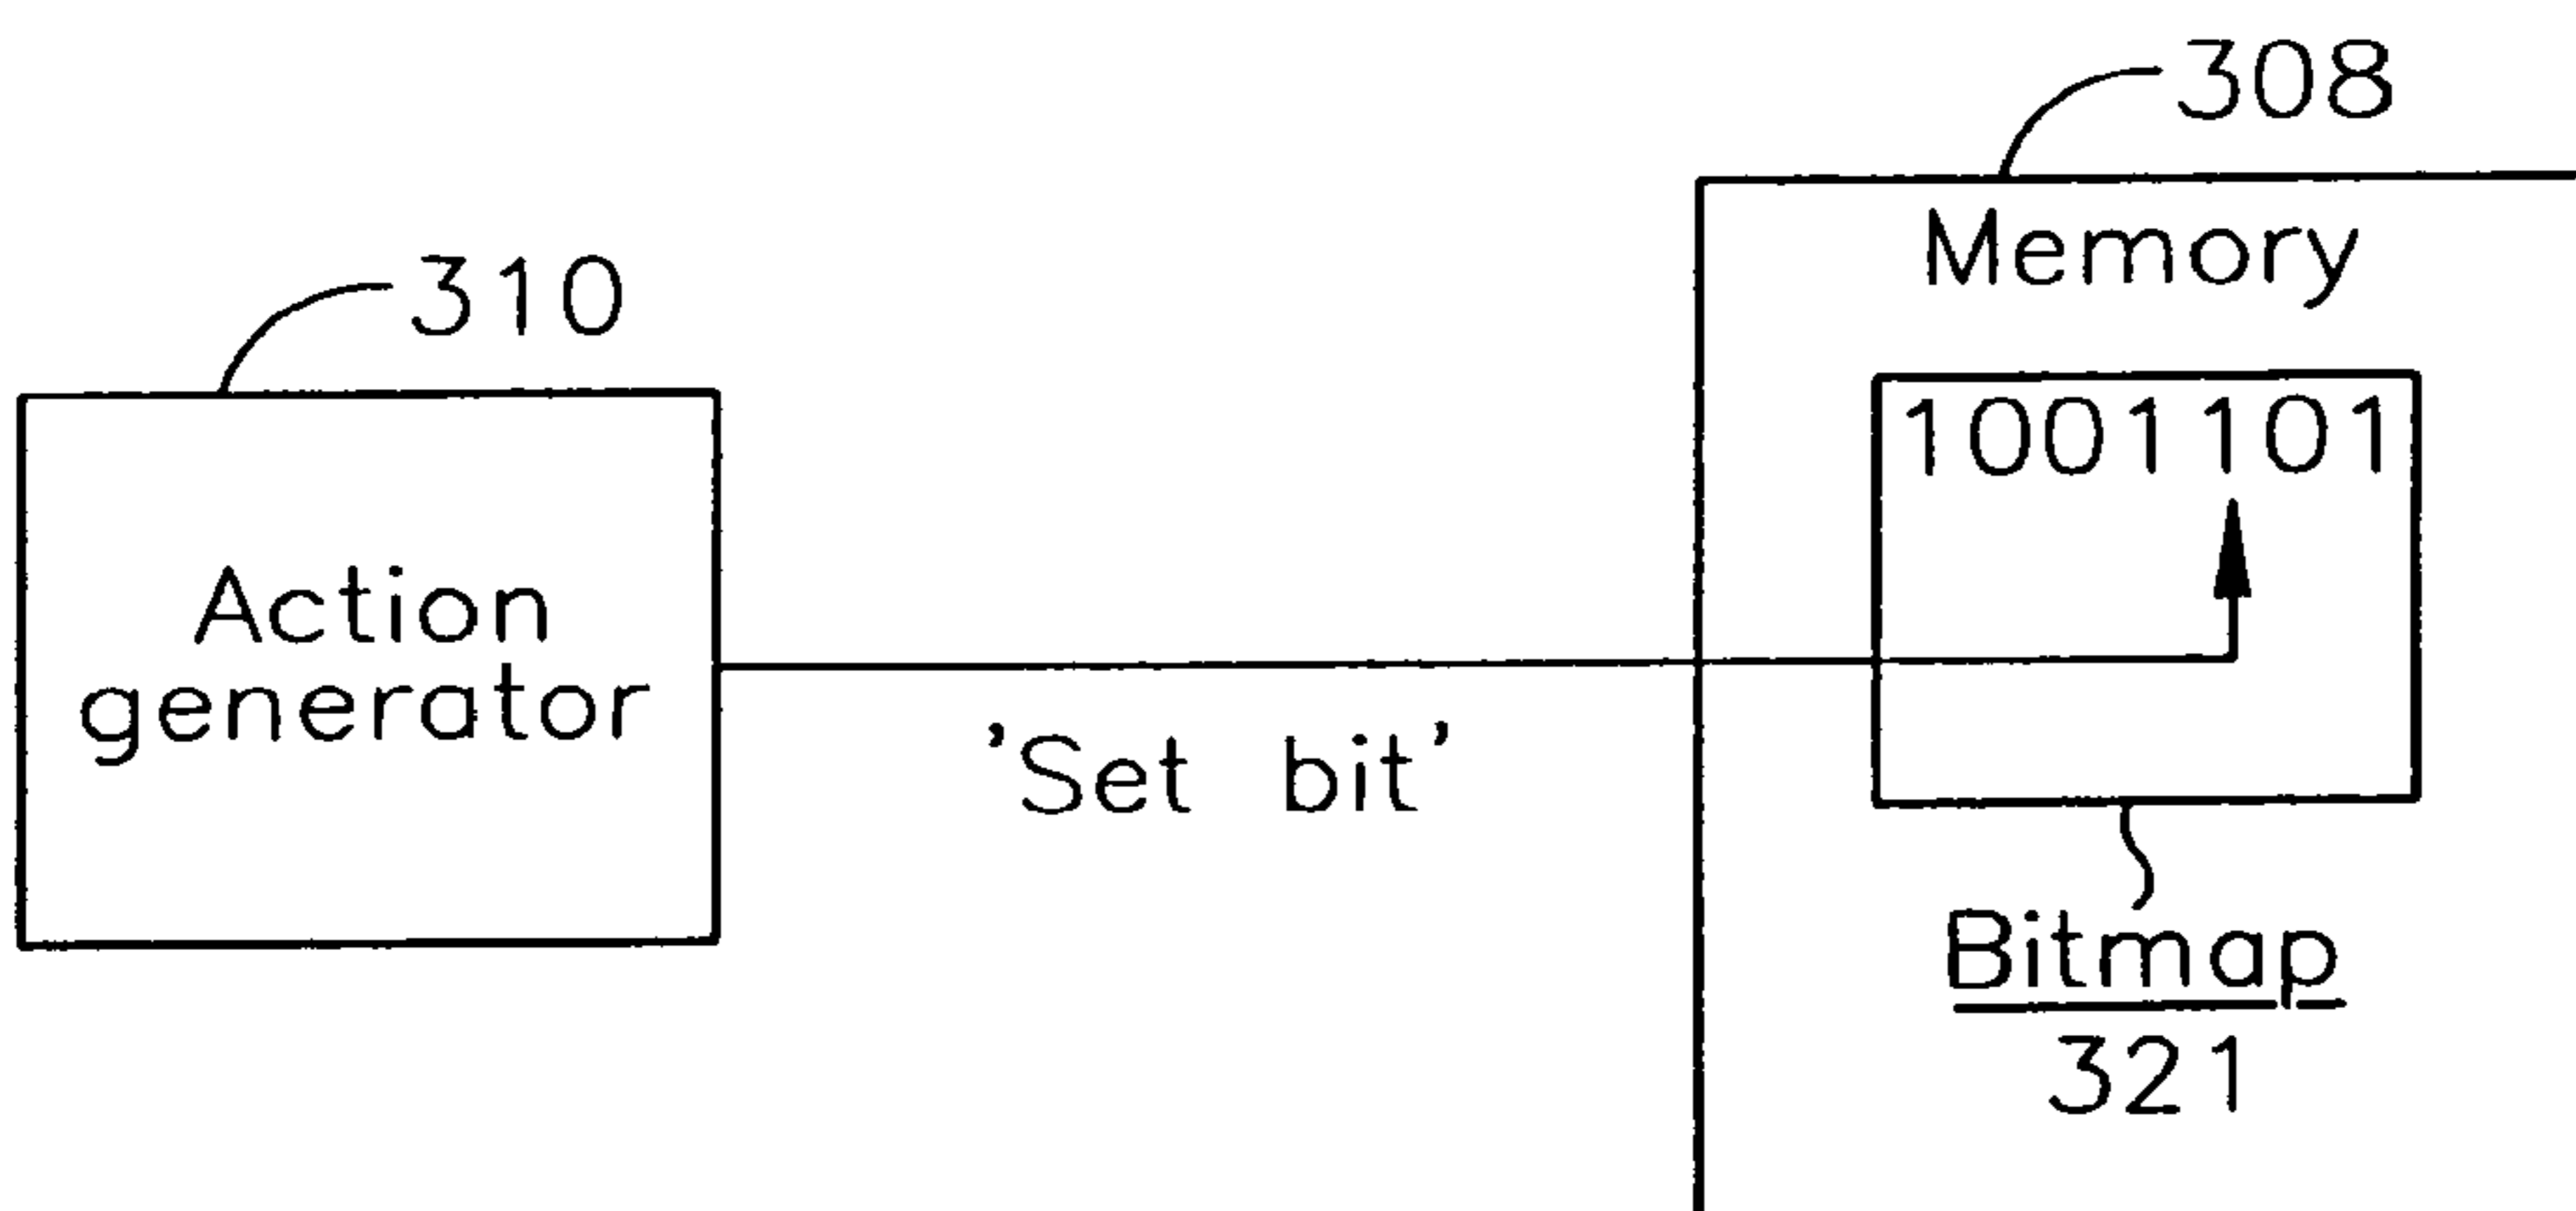 308
Memory
310
1001101
Action
generator
'Set bit'
Bitmap
321